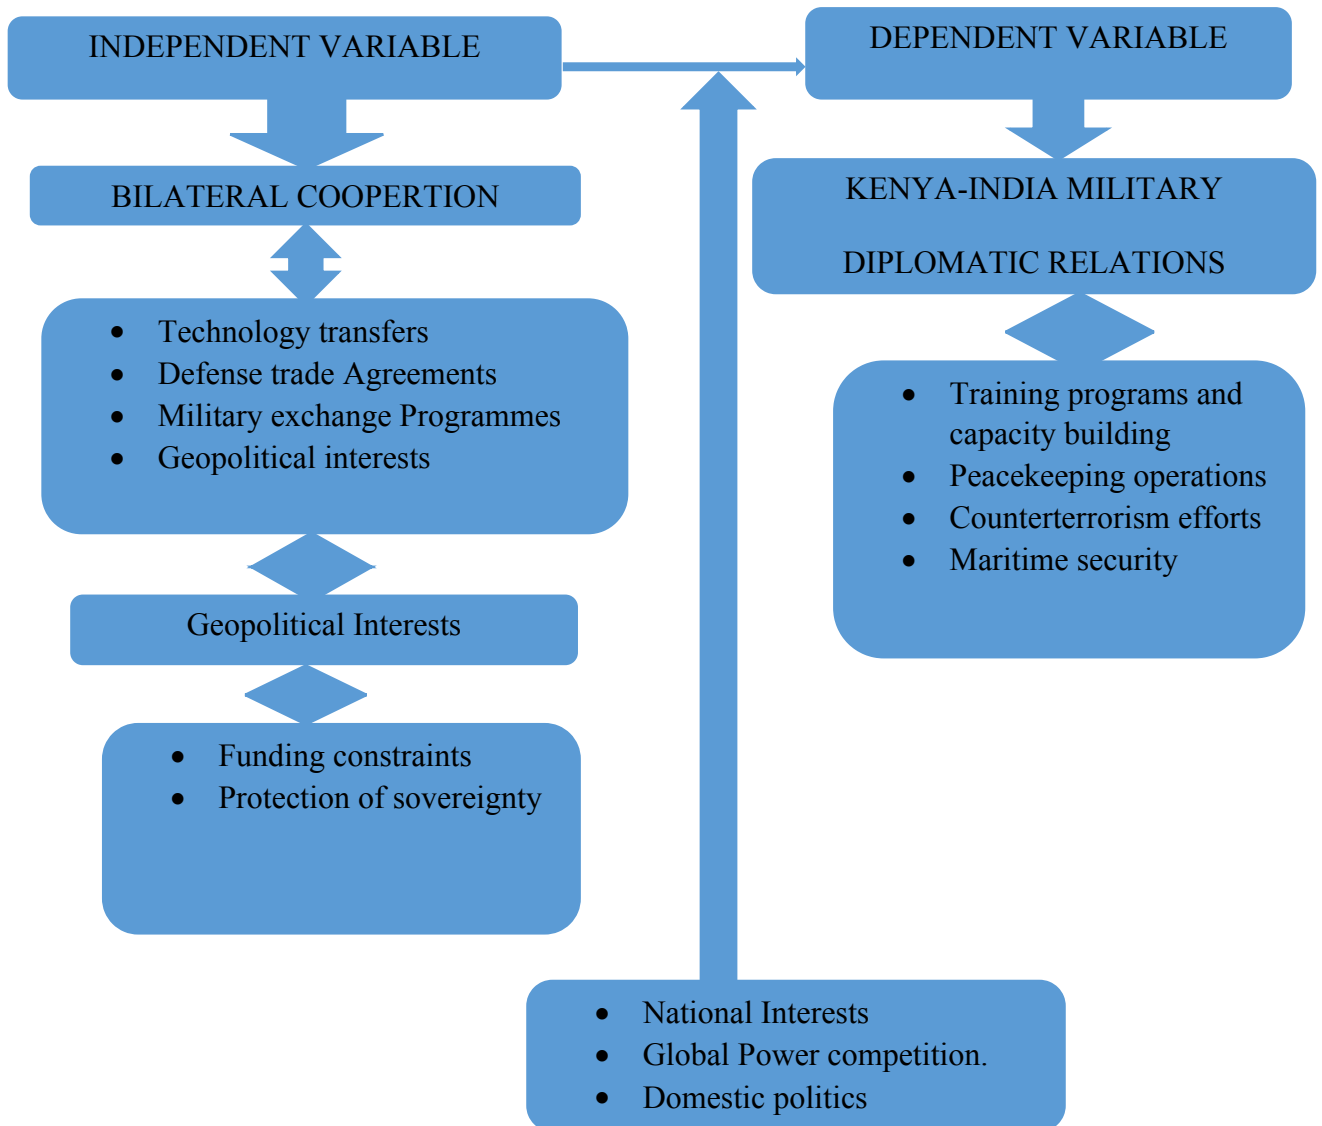 INDEPENDENT VARIABLE
DEPENDENT VARIABLE
BILATERAL COOPERTION
KENYA-INDIA MILITARY
DIPLOMATIC RELATIONS
• Technology transfers
• Defense trade Agreements
• Military exchange Programmes
• Geopolitical interests
• Training programs and
capacity building
• Peacekeeping operations
• Counterterrorism efforts
• Maritime security
Geopolitical Interests
• Funding constraints
• Protection of sovereignty
• National Interests
• Global Power competition.
• Domestic politics